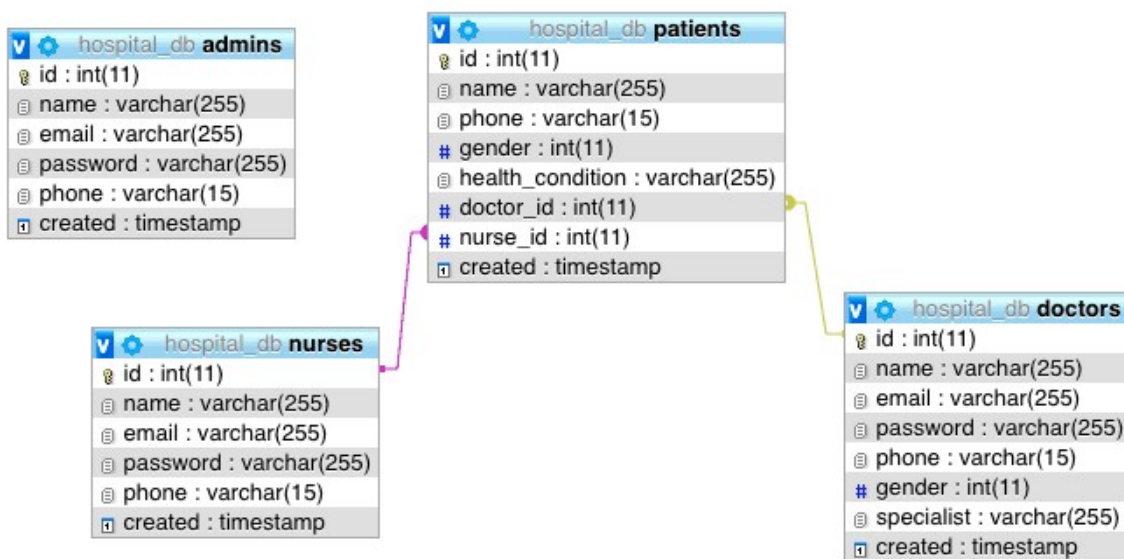 hospital_db admins
id : int(11)
name : varchar(255)
email : varchar(255)
password : varchar(255)
phone : varchar(15)
created : timestamp
hospital_db patients
id : int(11)
name : varchar(255)
phone : varchar(15)
gender : int(11)
health_condition : varchar(255)
doctor_id : int(11)
nurse_id : int(11)
created : timestamp
hospital_db nurses
id : int(11)
name : varchar(255)
email : varchar(255)
password : varchar(255)
phone : varchar(15)
created : timestamp
hospital_db doctors
id : int(11)
name : varchar(255)
email : varchar(255)
password : varchar(255)
phone : varchar(15)
gender : int(11)
specialist : varchar(255)
created : timestamp